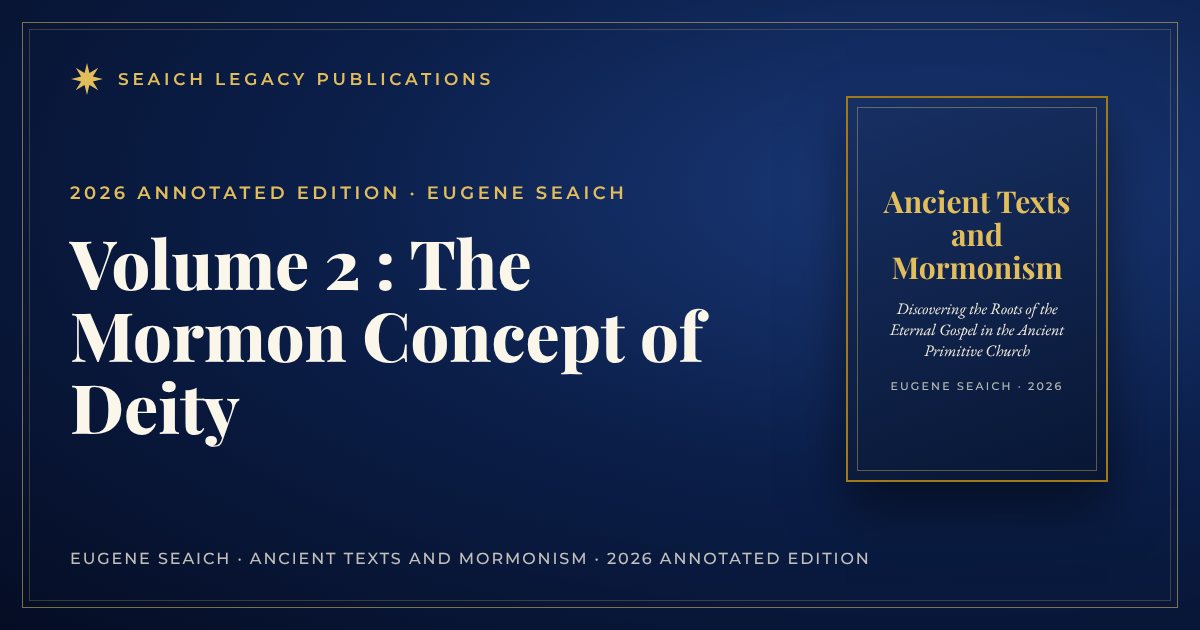 SEAICH LEGACY PUBLICATIONS
2026 ANNOTATED EDITION · EUGENE SEAICH
Volume 2 : The
Mormon Concept of
Deity
Ancient Texts
and
Mormonism
Discovering the Roots of the
Eternal Gospel in the Ancient
Primitive Church
EUGENE SEAICH · 2026
EUGENE SEAICH · ANCIENT TEXTS AND MORMONISM · 2026 ANNOTATED EDITION